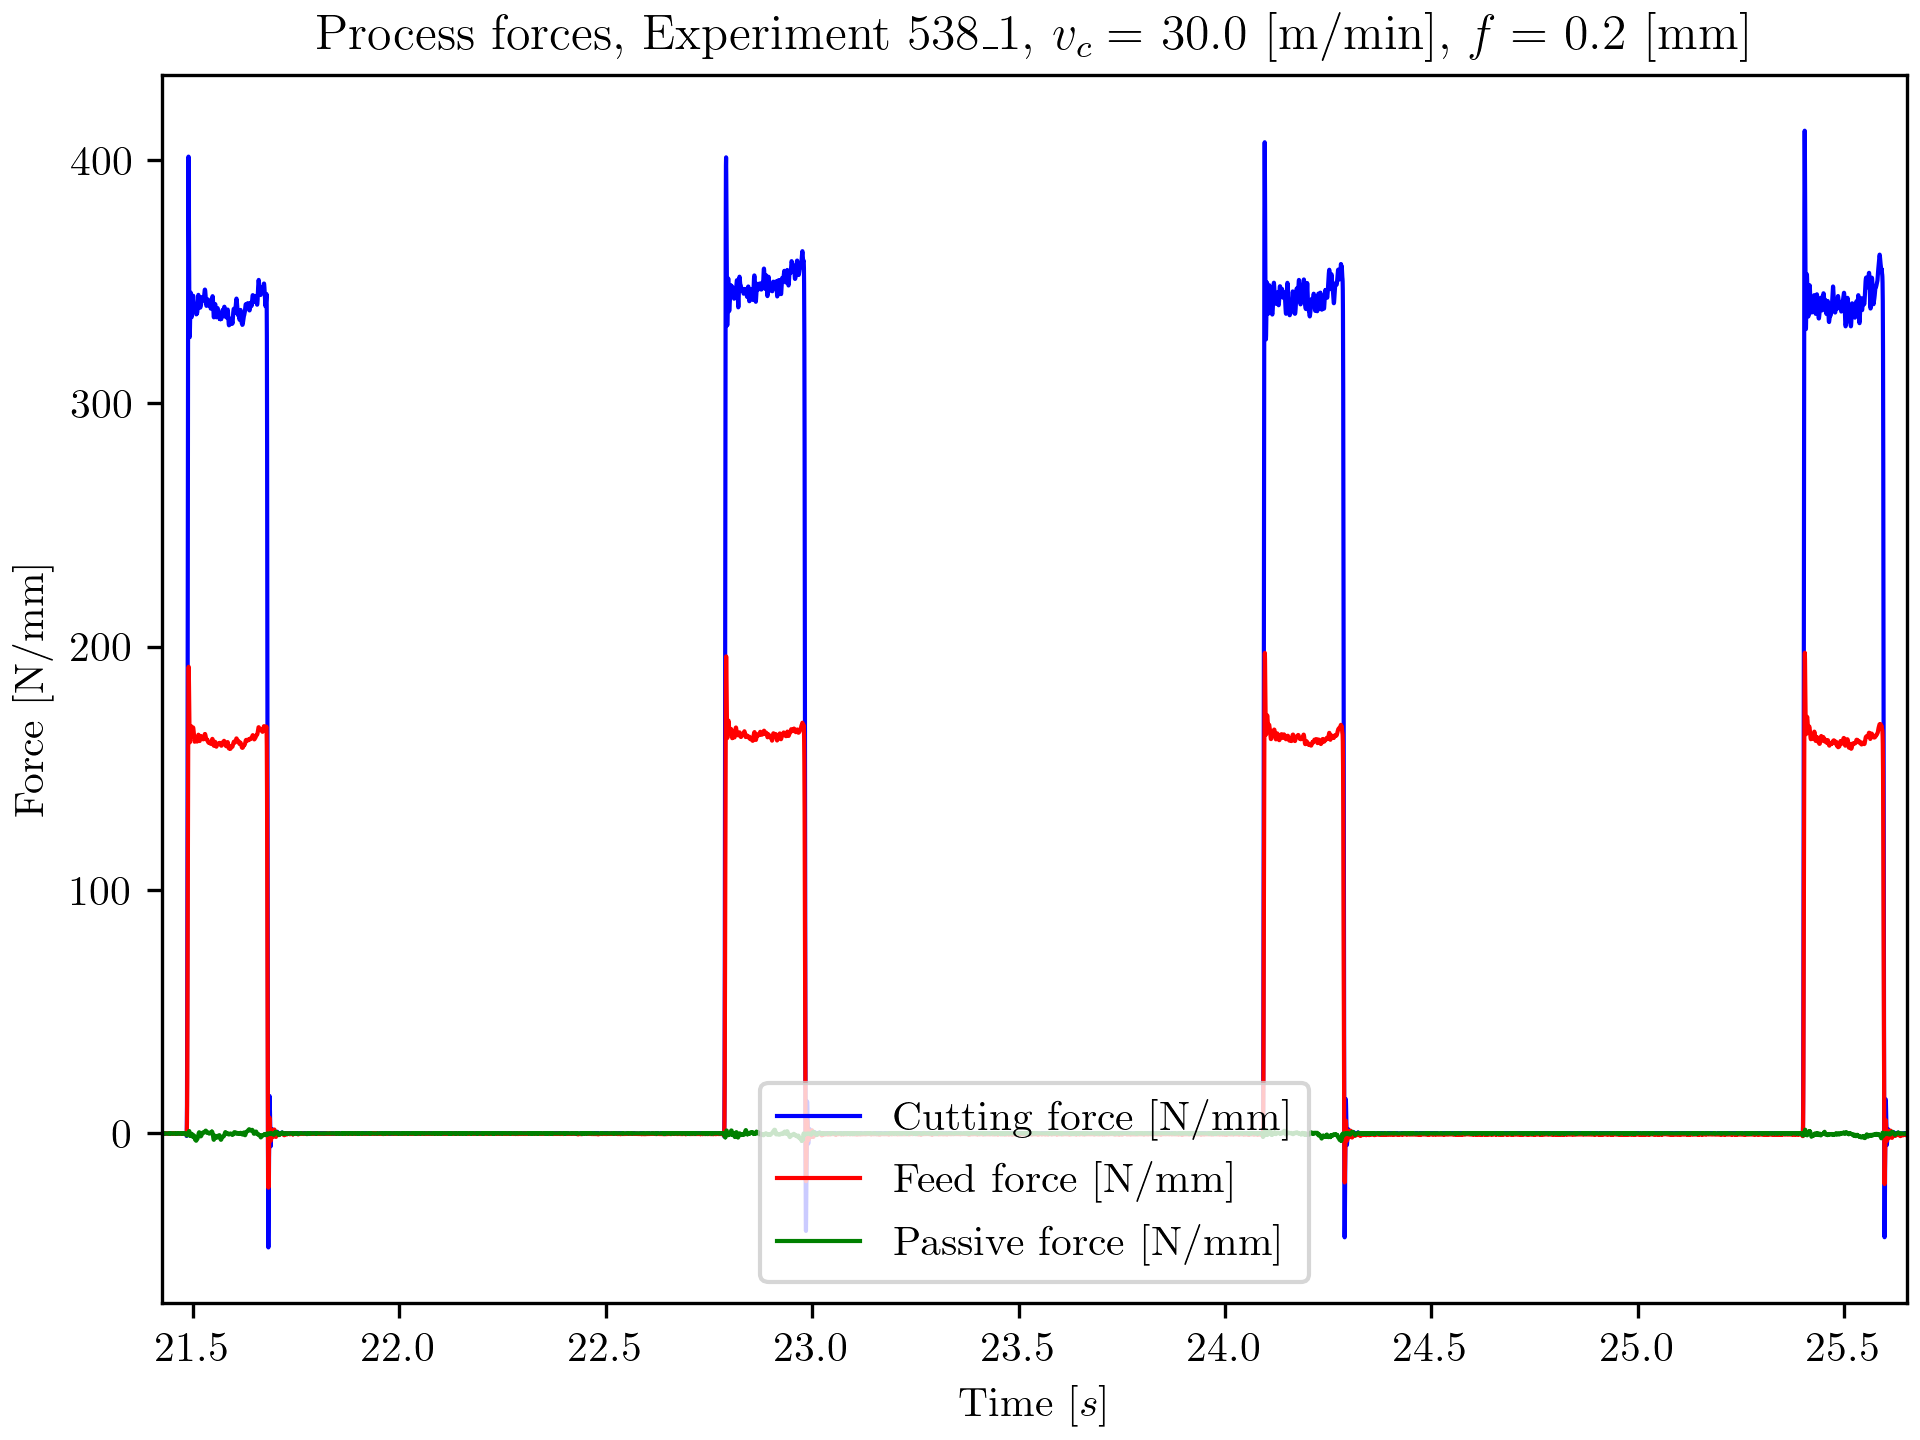 Process forces, Experiment 538_1, v_c = 30.0 [m/min], f = 0.2 [mm]
400
300
200
100
0
Force [N/mm]
Cutting force [N/mm]
Feed force [N/mm]
Passive force [N/mm]
21.5 22.0 22.5 23.0 23.5 24.0 24.5 25.0 25.5
Time [s]